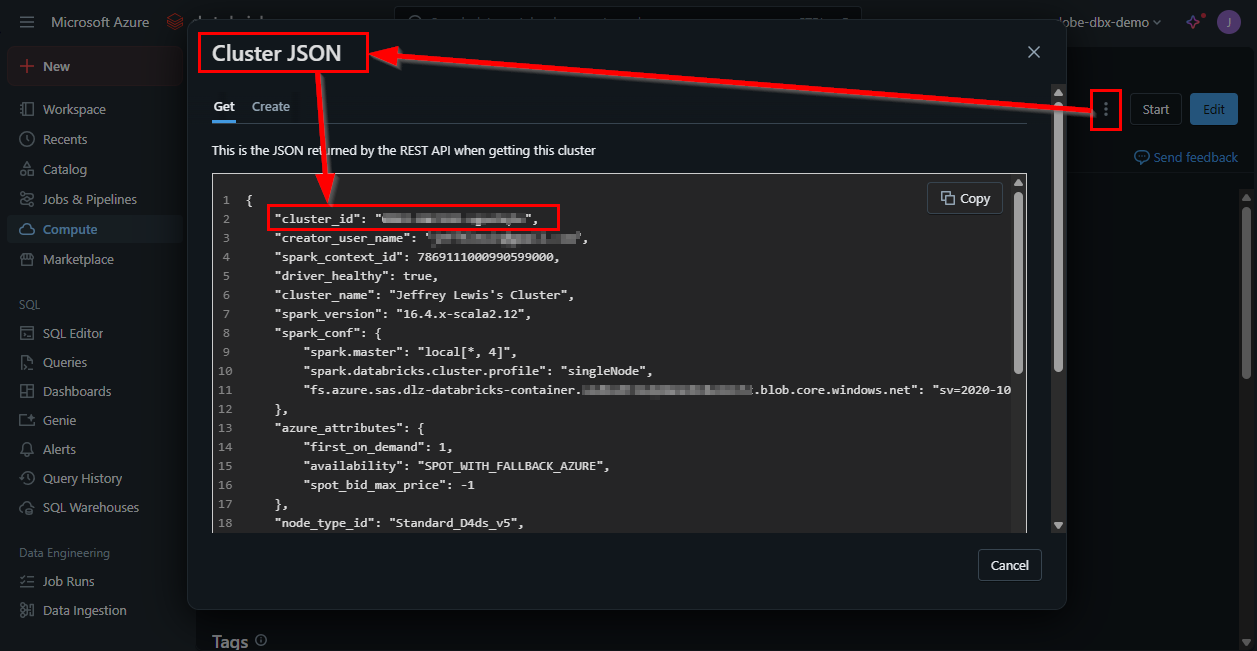 Microsoft Azure
New
Workspace
Recents
Catalog
Jobs & Pipelines
Compute
Marketplace
SQL
SQL Editor
Queries
Dashboards
Genie
Alerts
Query History
SQL Warehouses
Data Engineering
Job Runs
Data Ingestion
Cluster JSON
Get Create
This is the JSON returned by the REST API when getting this cluster
Copy
1 {
2 "cluster_id": "",
3 "creator_user_name": "",
4 "spark_context_id": 7869111000990599000,
5 "driver_healthy": true,
6 "cluster_name": "Jeffrey Lewis's Cluster",
7 "spark_version": "16.4.x-scala2.12",
8 "spark_conf": {
9 "spark.master": "local[*, 4]",
10 "spark.databricks.cluster.profile": "singleNode",
11 "fs.azure.sas.dlz-databricks-container..blob.core.windows.net": "sv=2020-10
12 },
13 "azure_attributes": {
14 "first_on_demand": 1,
15 "availability": "SPOT_WITH_FALLBACK_AZURE",
16 "spot_bid_max_price": -1
17 },
18 "node_type_id": "Standard_D4ds_v5",
Cancel
Tags
lobe-dbx-demo
J
Start Edit
Send feedback